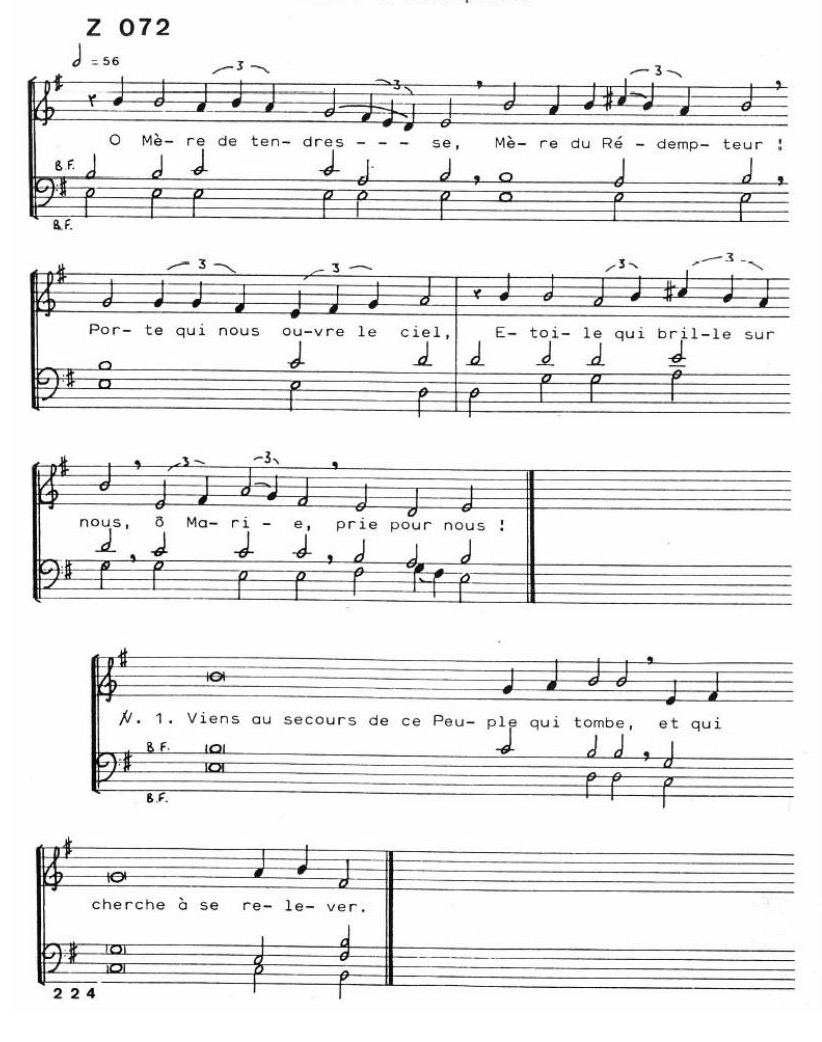 Z 072
= 56
3 3 3
O Mè- re de ten- dres - - - se, Mè- re du Ré - demp- teur !
B.F.
B.F.
3 3 3 3
Por- te qui nous ou-vre le ciel, E- toi- le qui bril-le sur
3 3
nous, ô Ma- ri - e, prie pour nous !
V. 1. Viens au secours de ce Peu- ple qui tombe, et qui
B F.
B.F.
cherche à se re- le- ver.
2 2 4